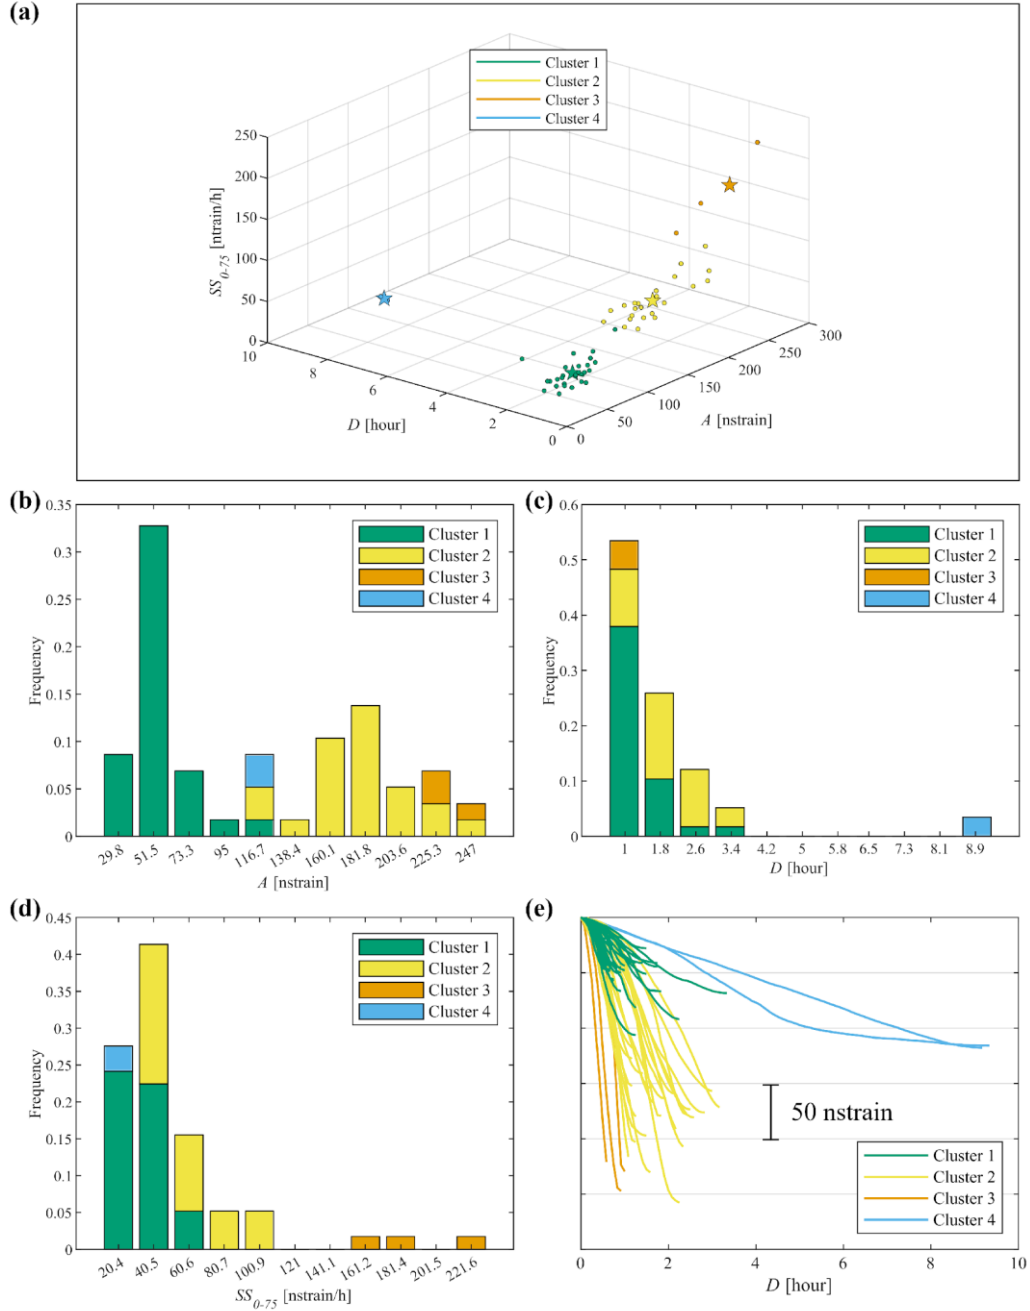 (a)
Cluster 1
Cluster 2
Cluster 3
Cluster 4
250
200
150
100
50
0
SS0-75 [ntrain/h]
10
8
6
4
2
0
D [hour]
0
50
100
150
200
250
300
A [nstrain]
(b)
0.35
0.3
0.25
0.2
0.15
0.1
0.05
0
Frequency
Cluster 1
Cluster 2
Cluster 3
Cluster 4
29.8 51.5 73.3 95 116.7 138.4 160.1 181.8 203.6 225.3 247
A [nstrain]
(c)
0.6
0.5
0.4
0.3
0.2
0.1
0
Frequency
Cluster 1
Cluster 2
Cluster 3
Cluster 4
1 1.8 2.6 3.4 4.2 5 5.8 6.5 7.3 8.1 8.9
D [hour]
(d)
0.45
0.4
0.35
0.3
0.25
0.2
0.15
0.1
0.05
0
Frequency
Cluster 1
Cluster 2
Cluster 3
Cluster 4
20.4 40.5 60.6 80.7 100.9 121 141.1 161.2 181.4 201.5 221.6
SS0-75 [nstrain/h]
(e)
50 nstrain
Cluster 1
Cluster 2
Cluster 3
Cluster 4
0 2 4 6 8 10
D [hour]